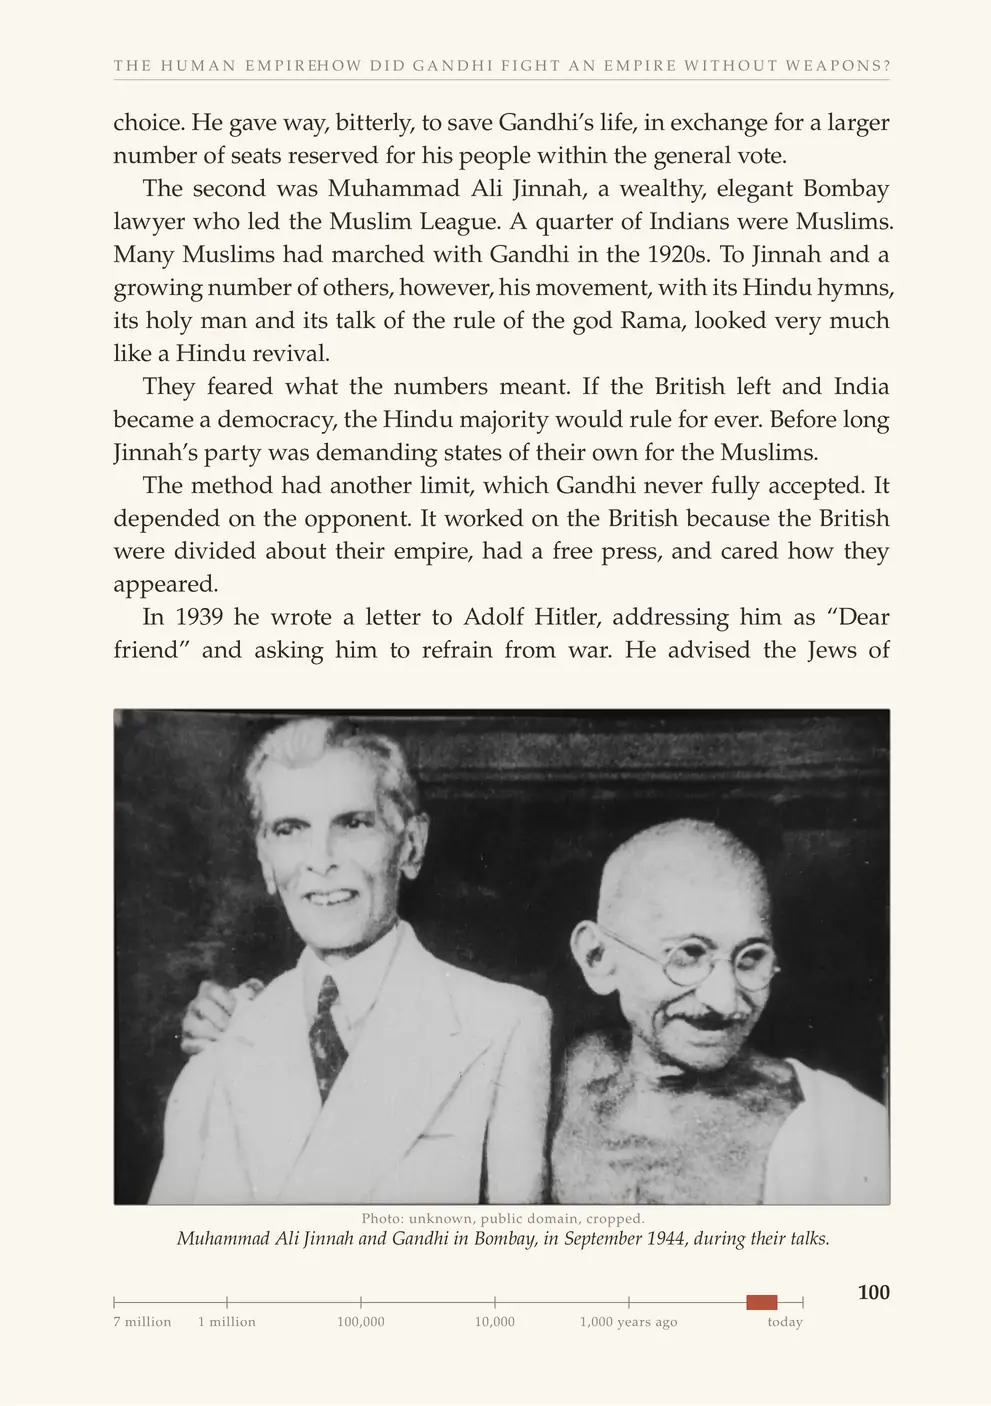 THE HUMAN EMPIRE HOW DID GANDHI FIGHT AN EMPIRE WITHOUT WEAPONS?
choice. He gave way, bitterly, to save Gandhi’s life, in exchange for a larger
number of seats reserved for his people within the general vote.
The second was Muhammad Ali Jinnah, a wealthy, elegant Bombay
lawyer who led the Muslim League. A quarter of Indians were Muslims.
Many Muslims had marched with Gandhi in the 1920s. To Jinnah and a
growing number of others, however, his movement, with its Hindu hymns,
its holy man and its talk of the rule of the god Rama, looked very much
like a Hindu revival.
They feared what the numbers meant. If the British left and India
became a democracy, the Hindu majority would rule for ever. Before long
Jinnah’s party was demanding states of their own for the Muslims.
The method had another limit, which Gandhi never fully accepted. It
depended on the opponent. It worked on the British because the British
were divided about their empire, had a free press, and cared how they
appeared.
In 1939 he wrote a letter to Adolf Hitler, addressing him as “Dear
friend” and asking him to refrain from war. He advised the Jews of
Photo: unknown, public domain, cropped.
Muhammad Ali Jinnah and Gandhi in Bombay, in September 1944, during their talks.
100
7 million 1 million 100,000 10,000 1,000 years ago today